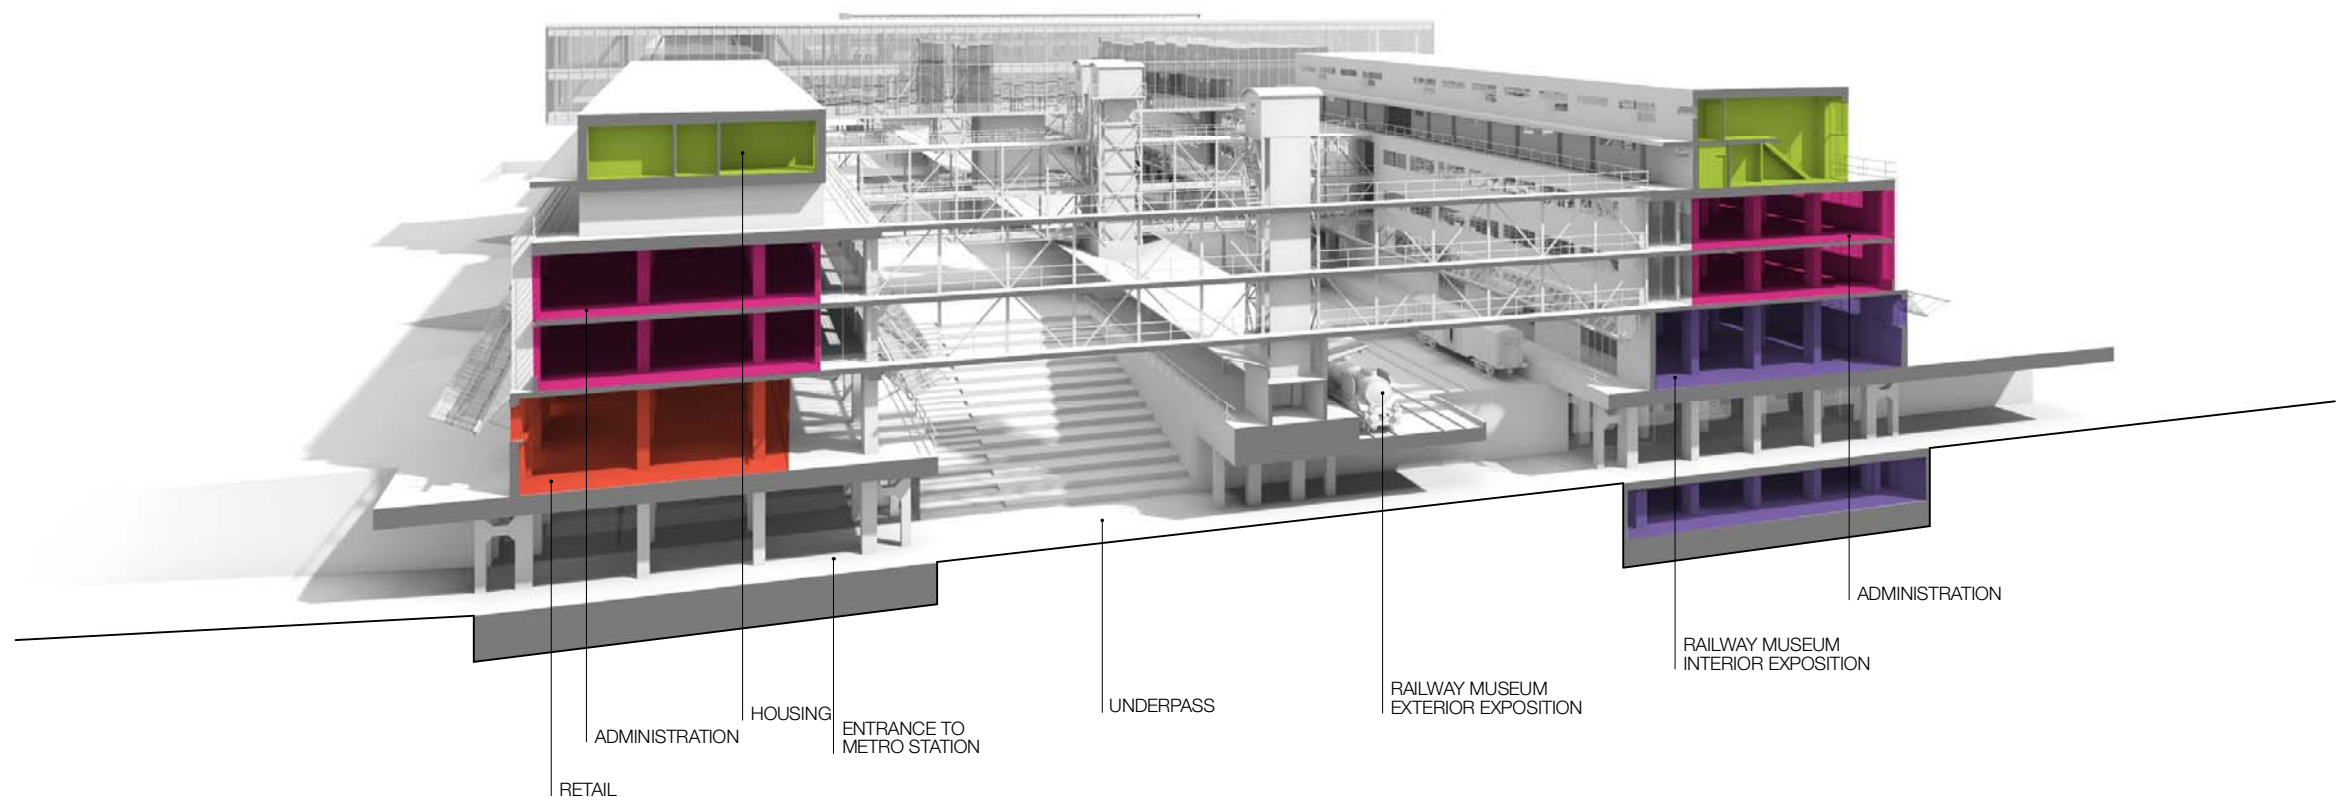 ADMINISTRATION
RAILWAY MUSEUM
INTERIOR EXPOSITION
RAILWAY MUSEUM
EXTERIOR EXPOSITION
UNDERPASS
HOUSING
ENTRANCE TO
METRO STATION
ADMINISTRATION
RETAIL